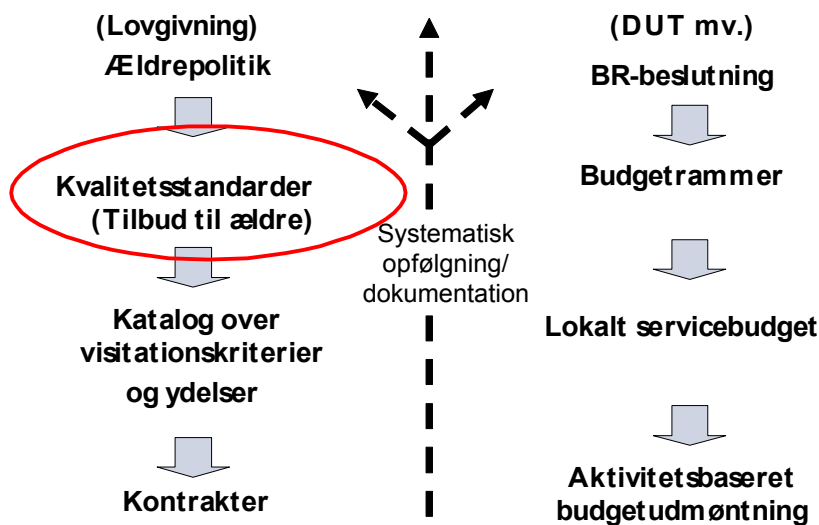 (Lovgivning)
Ældrepolitik
Kvalitetsstandarder
(Tilbud til ældre)
Katalog over
visitationskriterier
og ydelser
Kontrakter
Systematisk
opfølgning/
dokumentation
(DUT mv.)
BR-beslutning
Budgetrammer
Lokalt servicebudget
Aktivitetsbaseret
budgetudmøntning